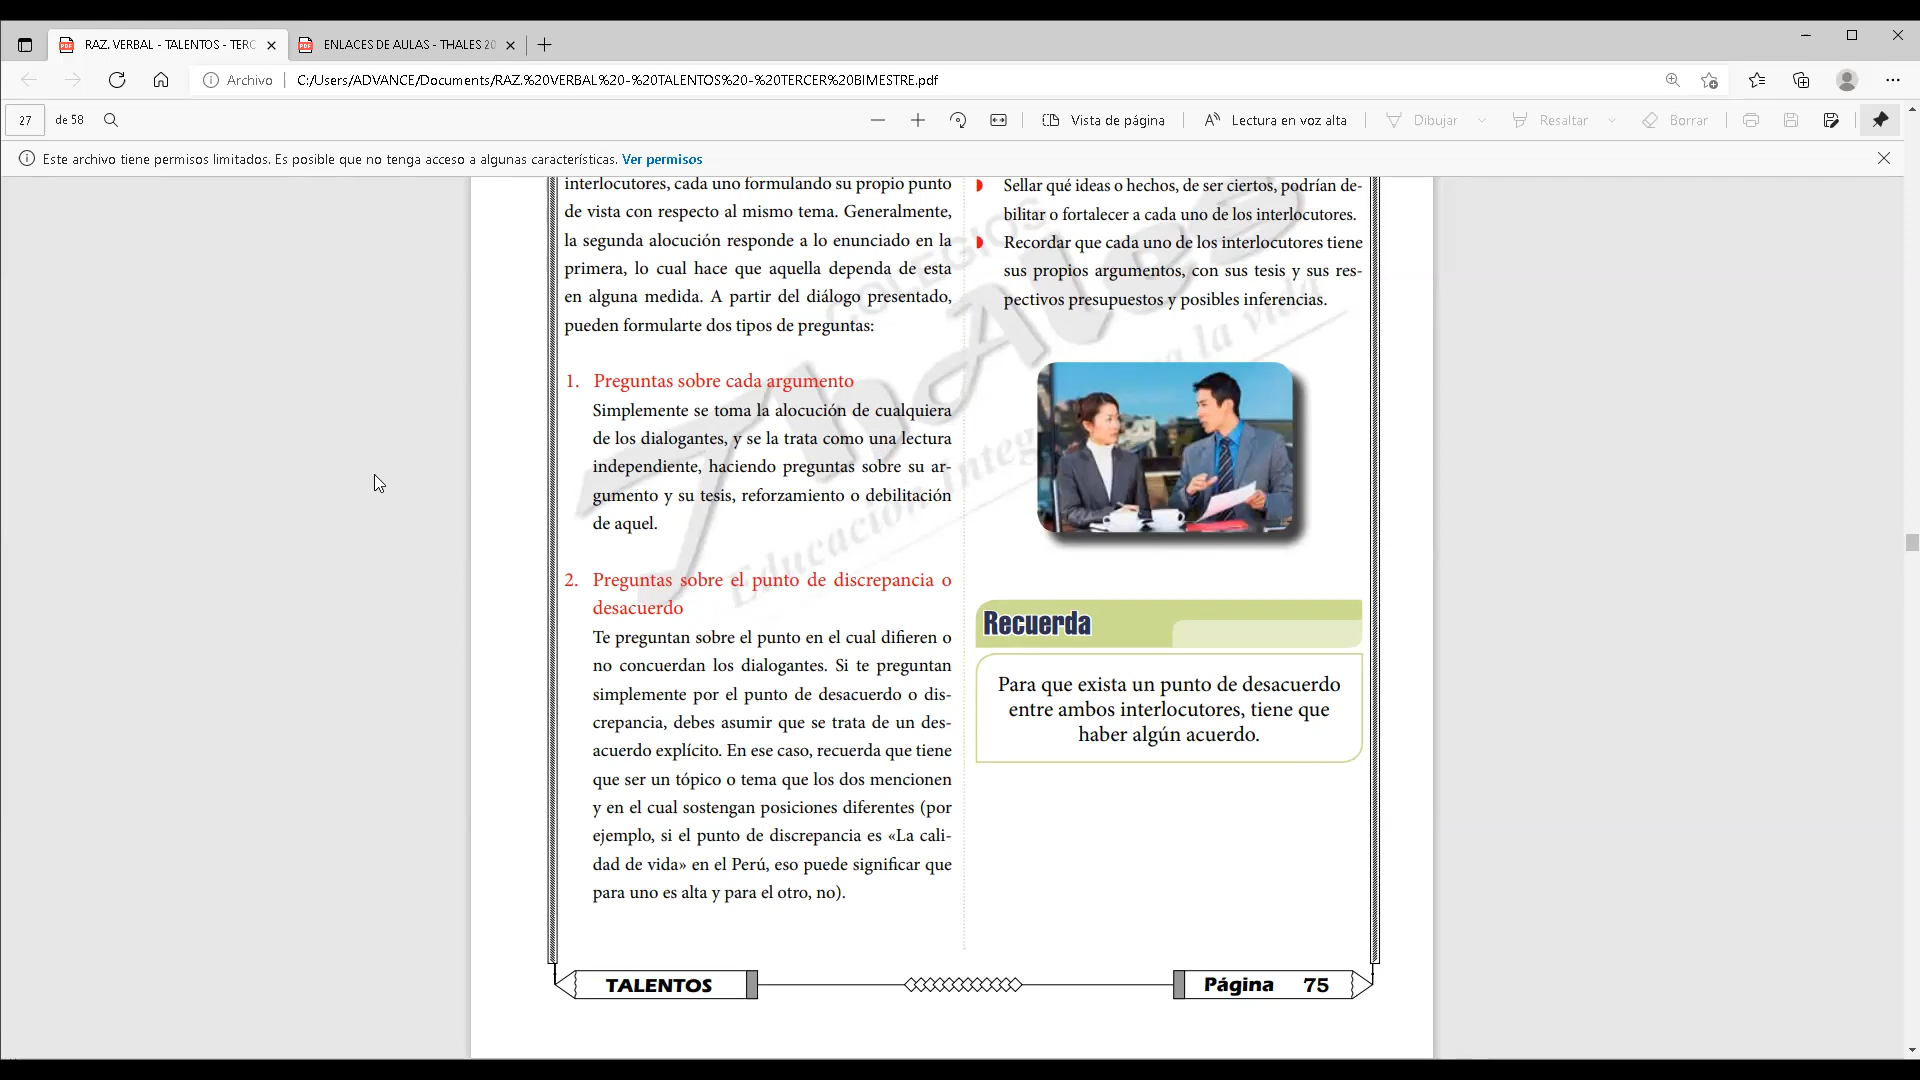 RAZ. VERBAL - TALENTOS - TERC
ENLACES DE AULAS - THALES 20
Archivo
C:/Users/ADVANCE/Documents/RAZ.%20VERBAL%20-%20TALENTOS%20-%20TERCER%20BIMESTRE.pdf
27
de 58
Vista de página
Lectura en voz alta
Dibujar
Resaltar
Borrar
Este archivo tiene permisos limitados. Es posible que no tenga acceso a algunas características. Ver permisos
interlocutores, cada uno formulando su propio punto
de vista con respecto al mismo tema. Generalmente,
la segunda alocución responde a lo enunciado en la
primera, lo cual hace que aquella dependa de esta
en alguna medida. A partir del diálogo presentado,
pueden formularte dos tipos de preguntas:
1. Preguntas sobre cada argumento
Simplemente se toma la alocución de cualquiera
de los dialogantes, y se la trata como una lectura
independiente, haciendo preguntas sobre su ar-
gumento y su tesis, reforzamiento o debilitación
de aquel.
2. Preguntas sobre el punto de discrepancia o
desacuerdo
Te preguntan sobre el punto en el cual difieren o
no concuerdan los dialogantes. Si te preguntan
simplemente por el punto de desacuerdo o dis-
crepancia, debes asumir que se trata de un des-
acuerdo explícito. En ese caso, recuerda que tiene
que ser un tópico o tema que los dos mencionen
y en el cual sostengan posiciones diferentes (por
ejemplo, si el punto de discrepancia es «La cali-
dad de vida» en el Perú, eso puede significar que
para uno es alta y para el otro, no).
Sellar qué ideas o hechos, de ser ciertos, podrían de-
bilitar o fortalecer a cada uno de los interlocutores.
Recordar que cada uno de los interlocutores tiene
sus propios argumentos, con sus tesis y sus res-
pectivos presupuestos y posibles inferencias.
Recuerda
Para que exista un punto de desacuerdo
entre ambos interlocutores, tiene que
haber algún acuerdo.
COLEGIOS
Thales
Educación Integ
a la vida
TALENTOS
Página 75